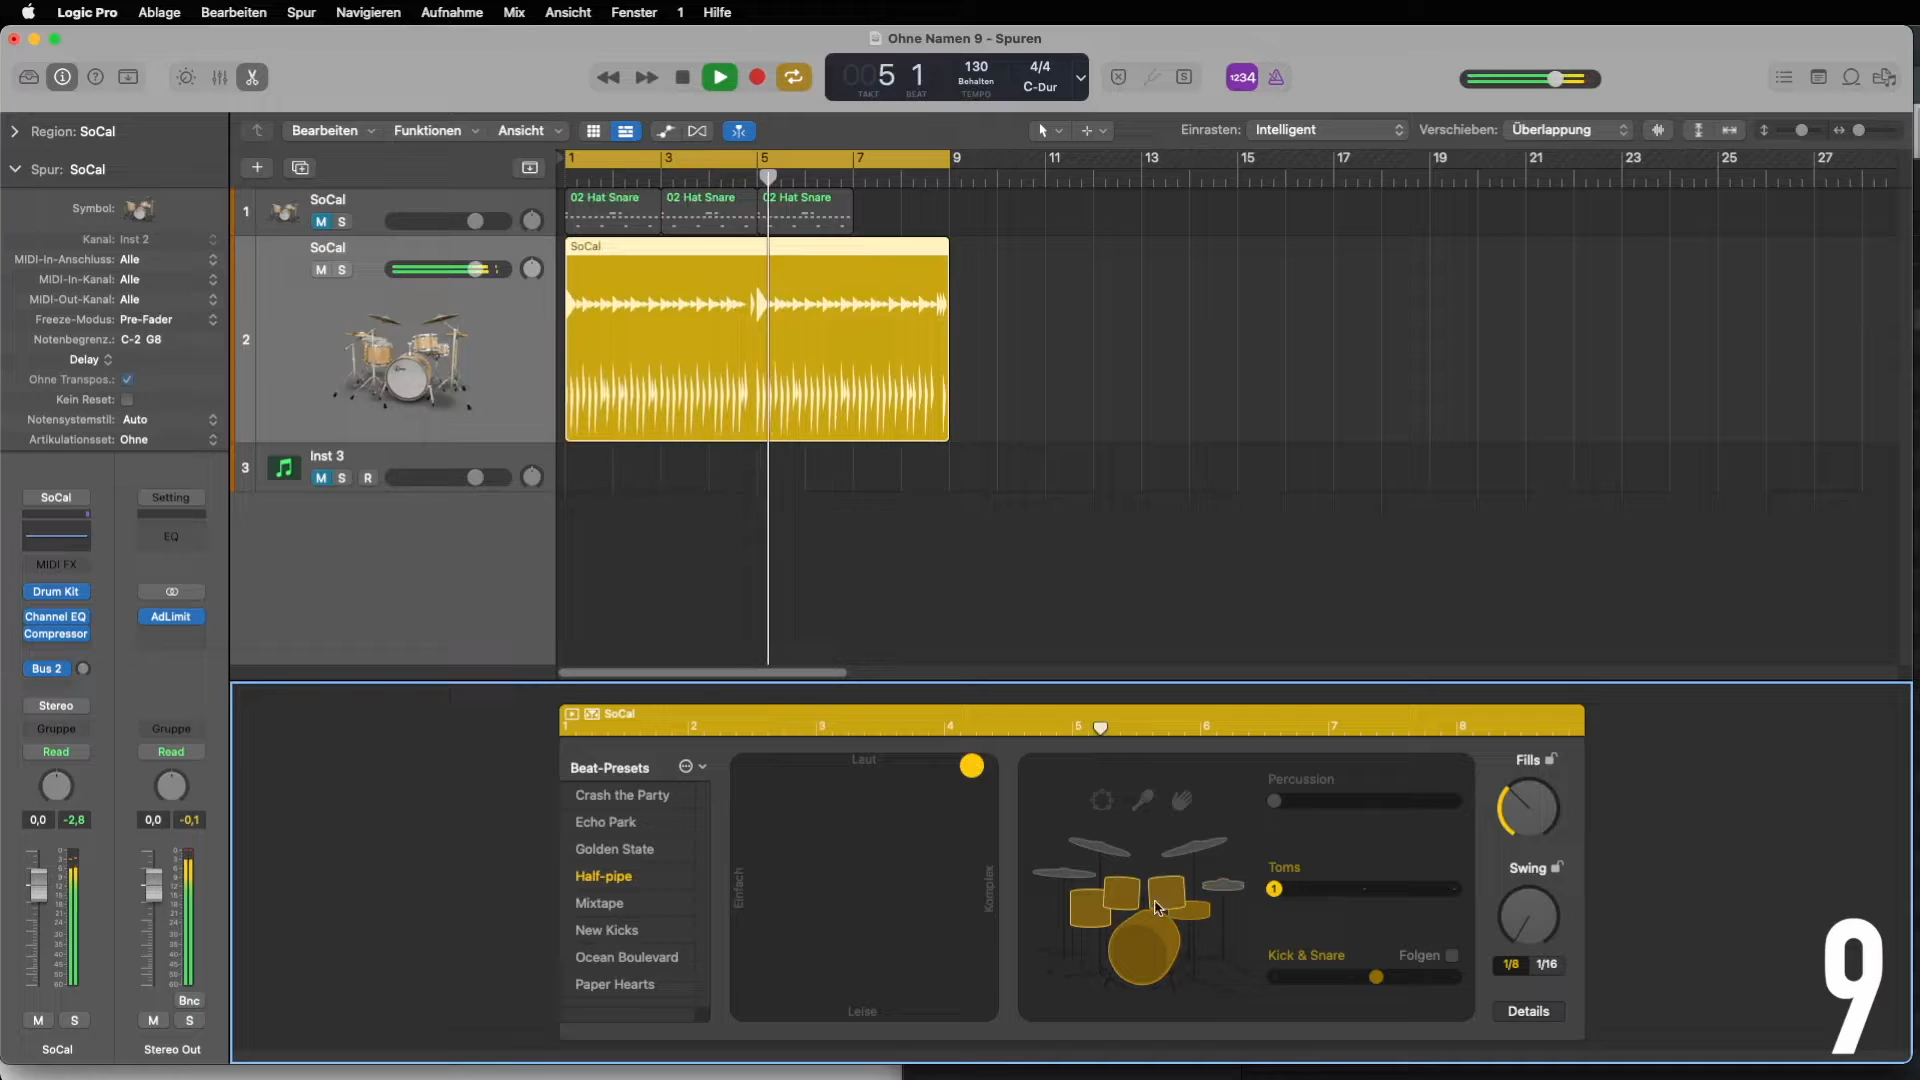 Logic Pro Ablage Bearbeiten Spur Navigieren Aufnahme Mix Ansicht Fenster 1 Hilfe
Ohne Namen 9 - Spuren
005 1 130 4/4
Behalten C-Dur
TAKT BEAT TEMPO
1234
S
Region: SoCal
Bearbeiten Funktionen Ansicht
Einrasten: Intelligent Verschieben: Überlappung
Spur: SoCal
1 3 5 7 9 11 13 15 17 19 21 23 25 27
Symbol:
Kanal: Inst 2
MIDI-In-Anschluss: Alle
MIDI-In-Kanal: Alle
MIDI-Out-Kanal: Alle
Freeze-Modus: Pre-Fader
Notenbegrenz.: C-2 G8
Delay
Ohne Transpos.:
Kein Reset:
Notensystemstil: Auto
Artikulationsset: Ohne
1 SoCal
M S
02 Hat Snare 02 Hat Snare 02 Hat Snare
SoCal
M S
2
SoCal
3 Inst 3
M S R
SoCal Setting
EQ
MIDI FX
Drum Kit
Channel EQ AdLimit
Compressor
Bus 2
Stereo
Gruppe Gruppe
Read Read
0,0 -2,8 0,0 -0,1
Bnc
M S M S
SoCal Stereo Out
SoCal
1 2 3 4 5 6 7 8
Beat-Presets
Crash the Party
Echo Park
Golden State
Half-pipe
Mixtape
New Kicks
Ocean Boulevard
Paper Hearts
Laut
Einfach
Komplex
Leise
Percussion
Toms
1
Kick & Snare Folgen
Fills
Swing
1/8 1/16
Details
9